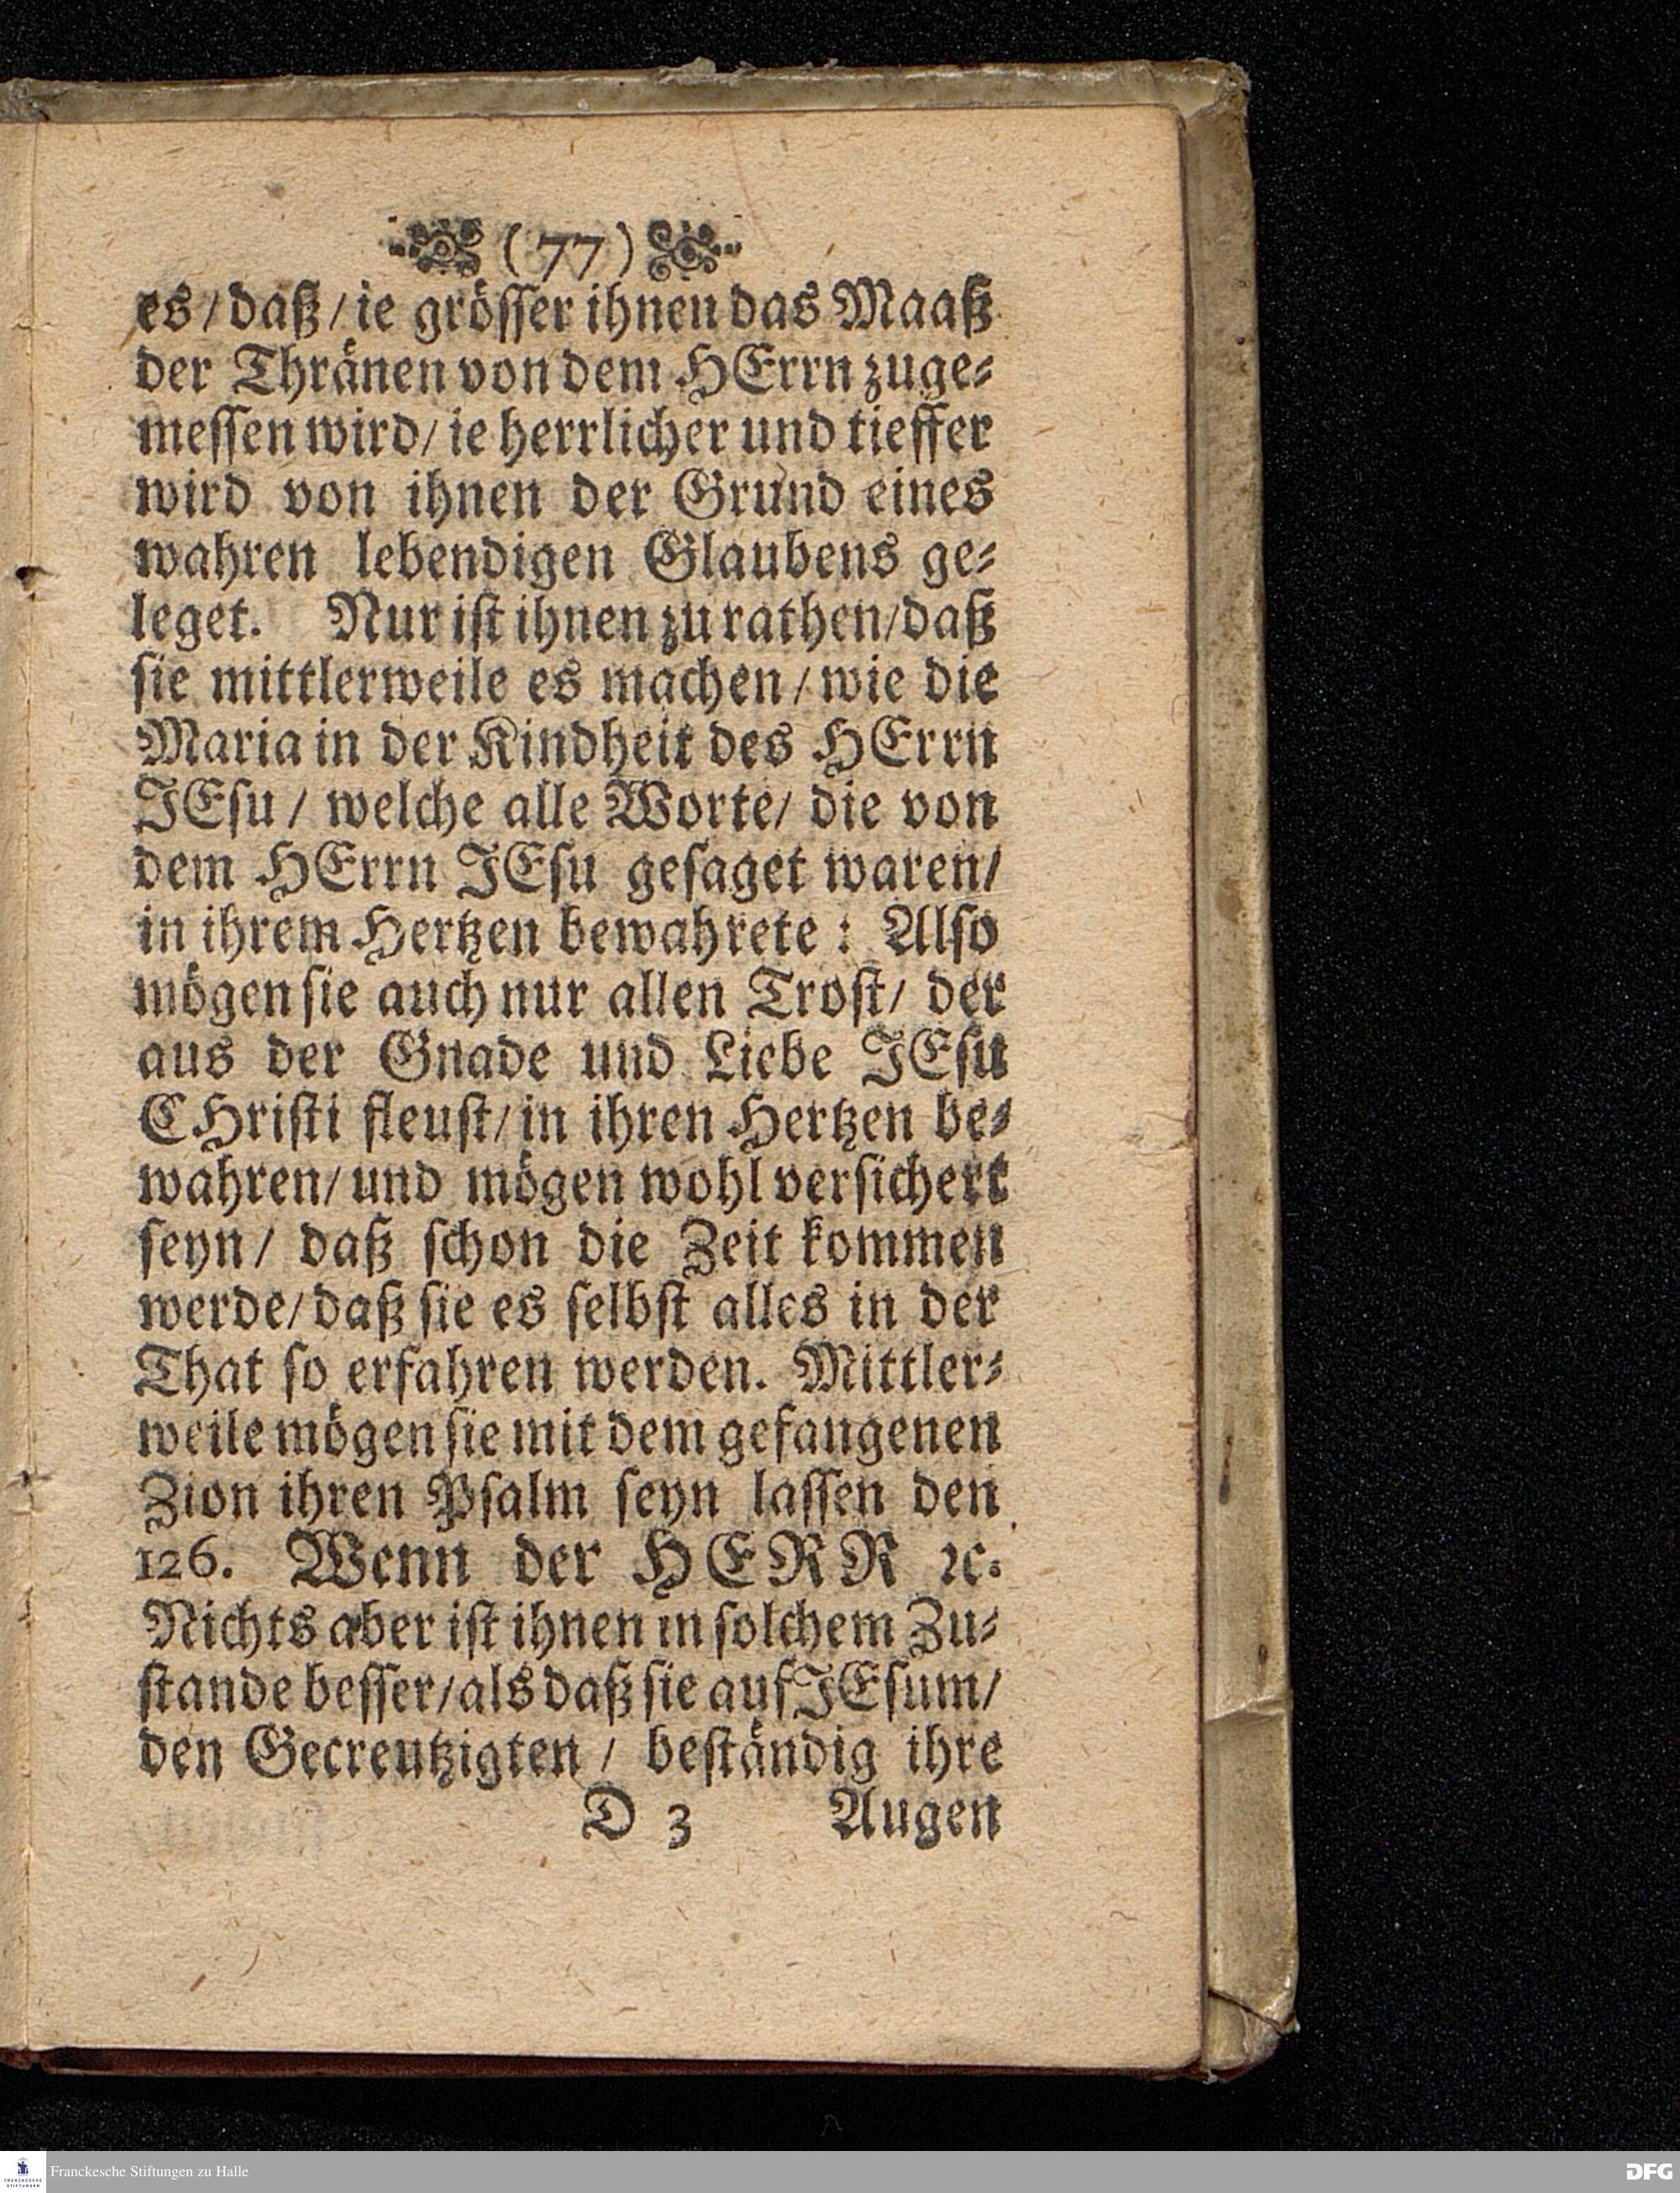 (77)
es/daß/ie grösser ihnen das Maaß
der Thränen von dem HErrn zuge-
messen wird/ie herrlicher und tieffer
wird von ihnen der Grund eines
wahren lebendigen Glaubens ge-
leget. Nur ist ihnen zu rathen/daß
sie mittlerweile es machen/wie die
Maria in der Kindheit des HErrn
JEsu/ welche alle Worte/ die von
dem HErrn JEsu gesaget waren/
in ihrem Hertzen bewahrete: Also
mögen sie auch nur allen Trost/ der
aus der Gnade und Liebe JEsu
CHristi fleust/in ihren Hertzen be-
wahren/und mögen wohl versichert
seyn/ daß schon die Zeit kommen
werde/daß sie es selbst alles in der
That so erfahren werden. Mittler-
weile mögen sie mit dem gefangenen
Zion ihren Psalm seyn lassen den
126. Wenn der HERR ꝛc.
Nichts aber ist ihnen in solchem Zu-
stande besser/als daß sie auf JEsum/
den Gecreutzigten/ beständig ihre
D 3 Augen
Franckesche Stiftungen zu Halle
FRANCKESCHE STIFTUNGEN
DFG